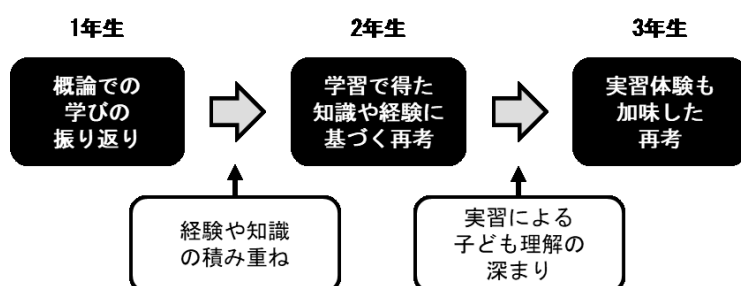 1年生
2年生
3年生
概論での
学びの
振り返り
学習で得た
知識や経験に
基づく再考
実習体験も
加味した
再考
経験や知識
の積み重ね
実習による
子ども理解の
深まり